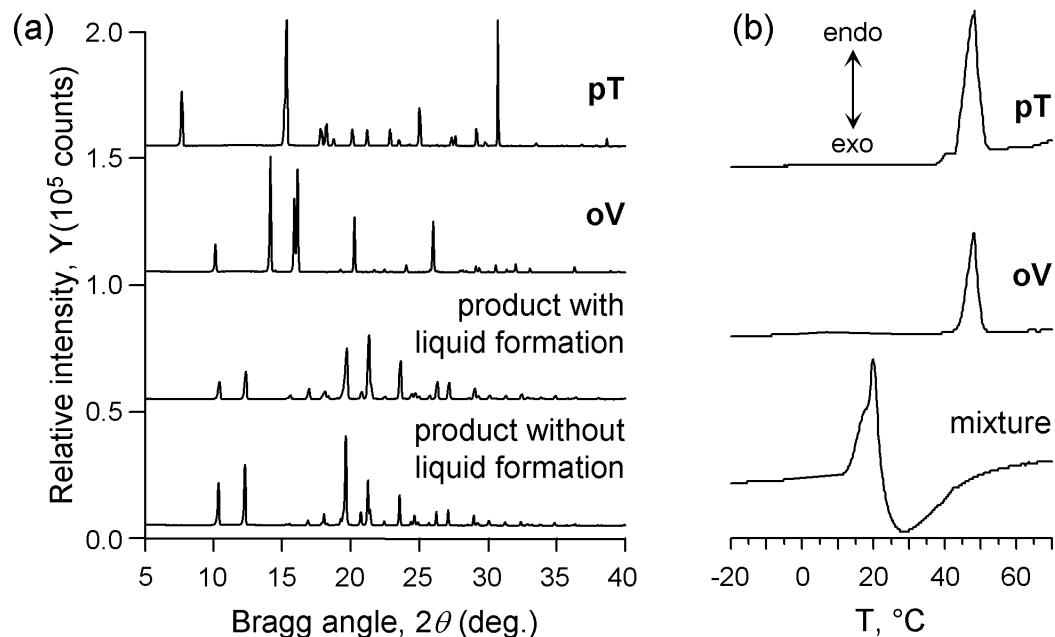 (a)
2.0
1.5
1.0
0.5
0.0
Relative intensity, Y(10⁵ counts)
pT
oV
product with
liquid formation
product without
liquid formation
5 10 15 20 25 30 35 40
Bragg angle, 2θ (deg.)
(b)
endo
exo
pT
oV
mixture
-20 0 20 40 60
T, °C